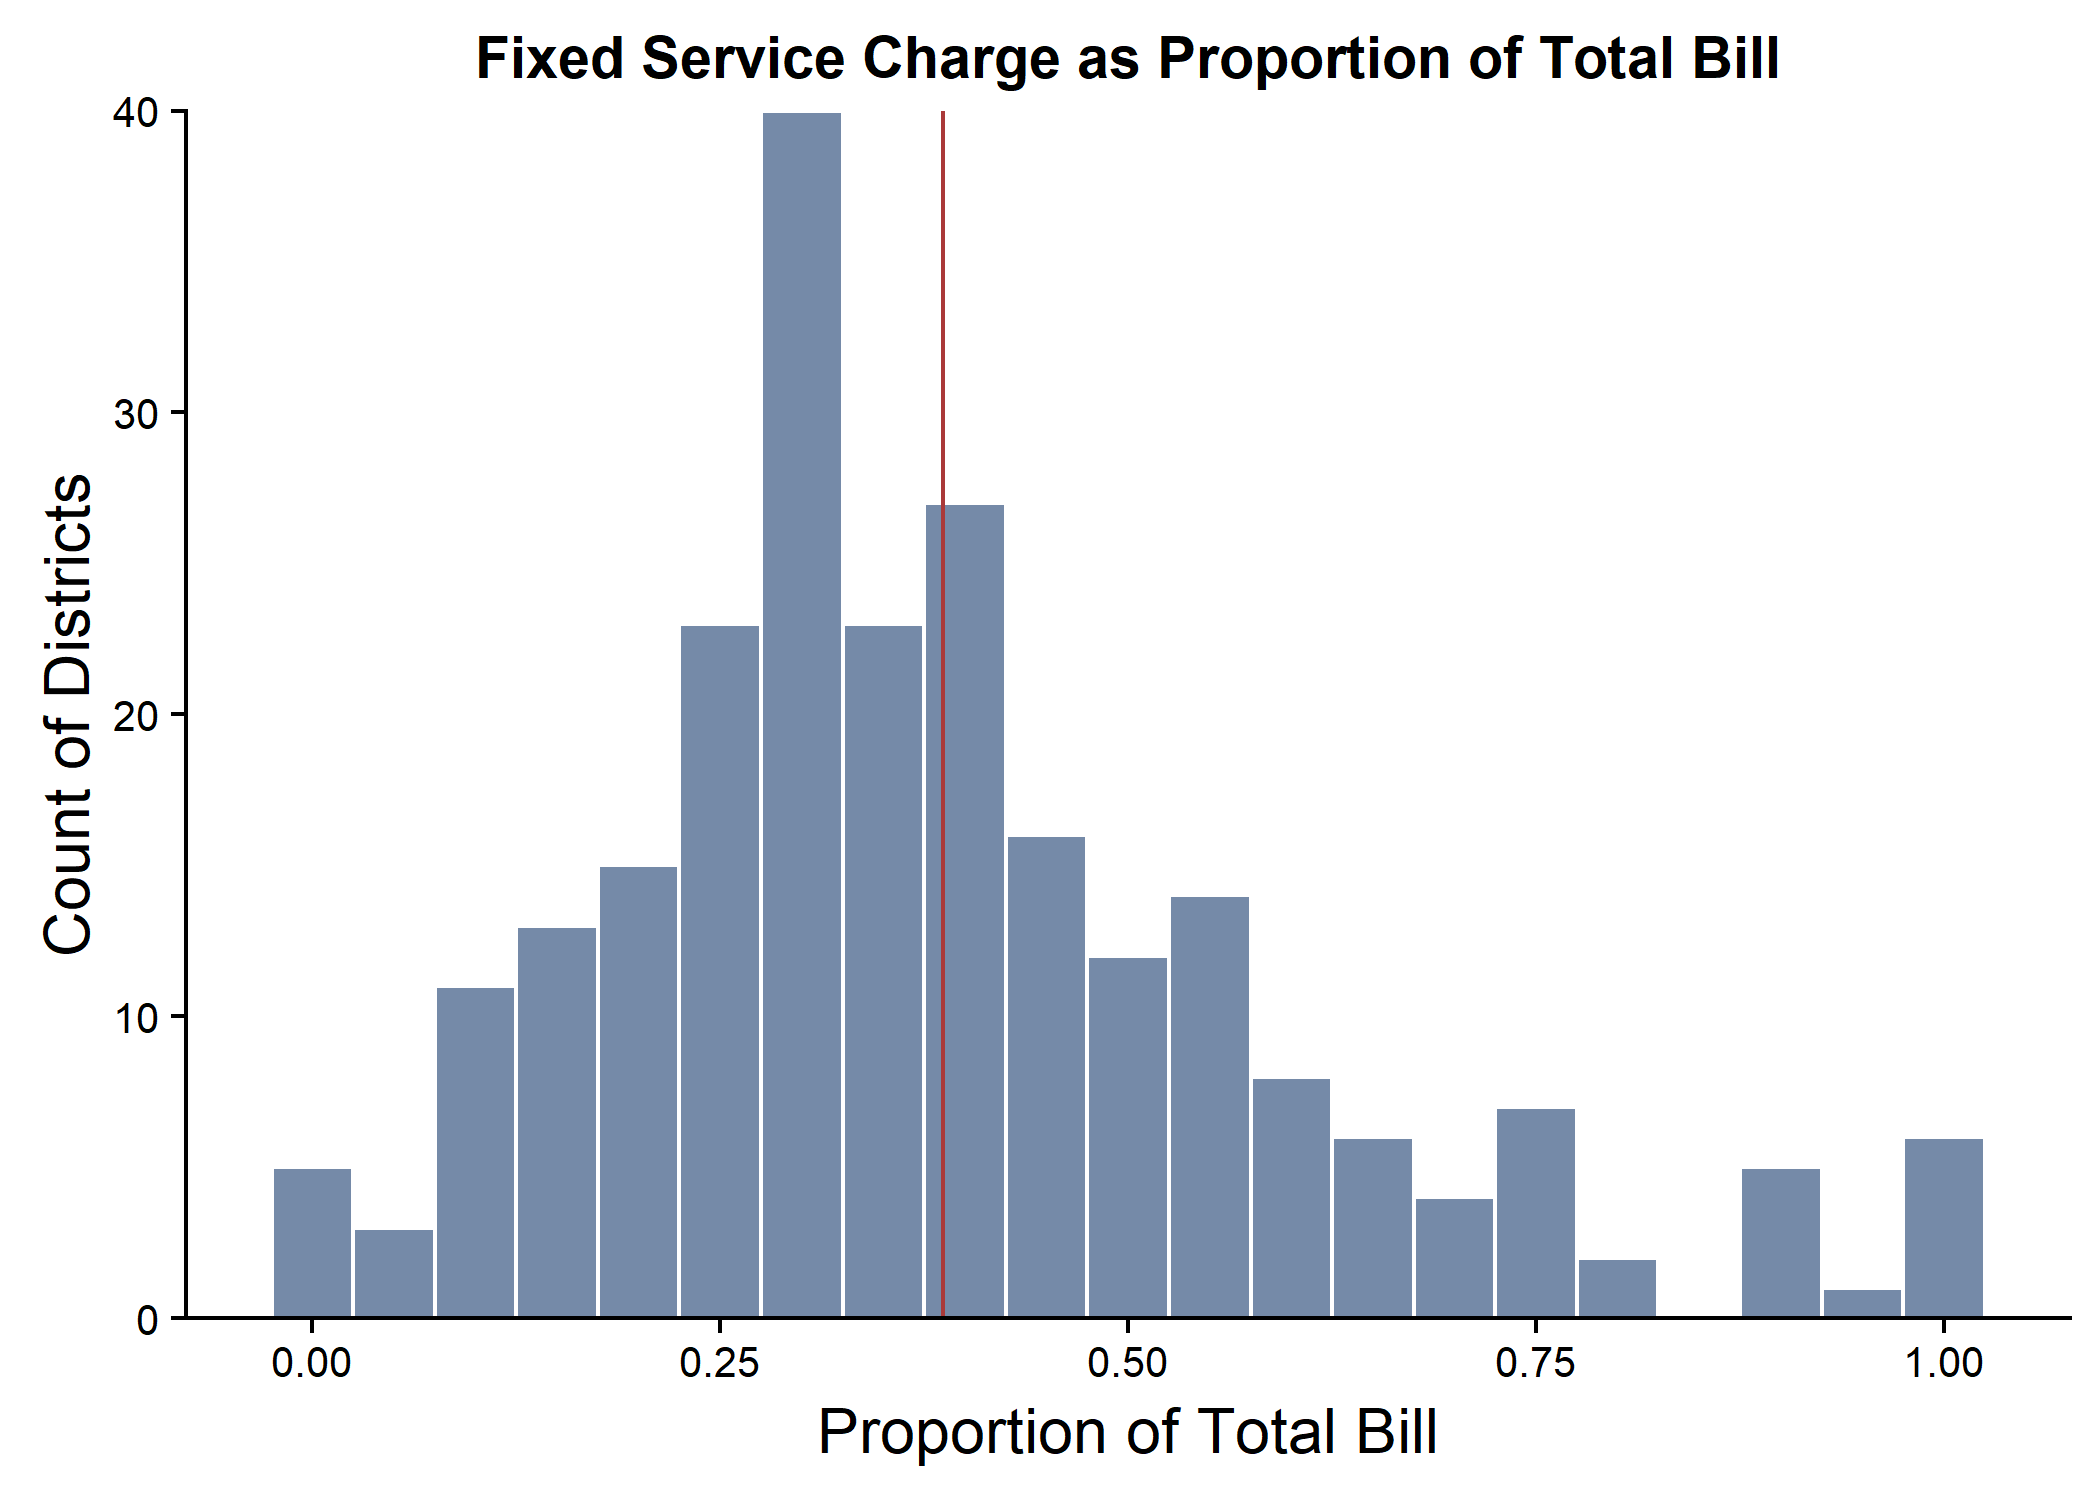 Fixed Service Charge as Proportion of Total Bill
40
30
20
10
0
Count of Districts
0.00 0.25 0.50 0.75 1.00
Proportion of Total Bill